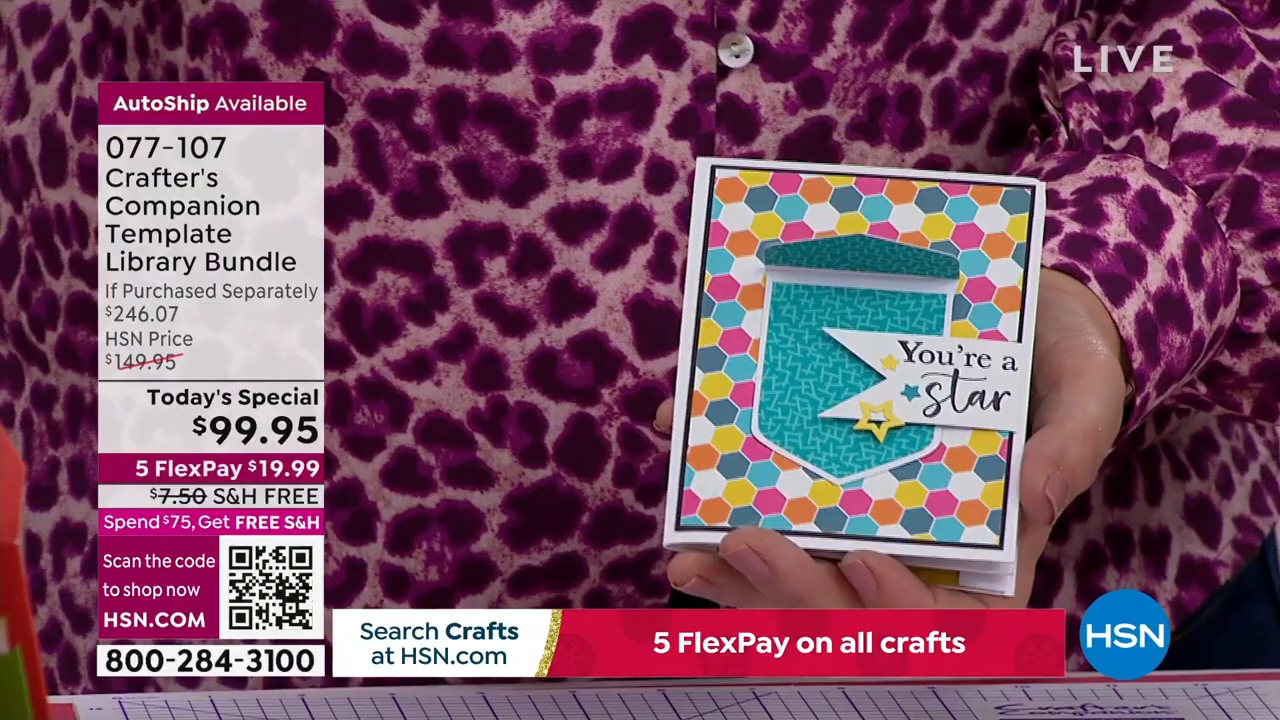 LIVE
AutoShip Available
077-107
Crafter's
Companion
Template
Library Bundle
If Purchased Separately
$246.07
HSN Price
$149.95
Today's Special
$99.95
5 FlexPay $19.99
$7.50 S&H FREE
Spend $75, Get FREE S&H
Scan the code
to shop now
HSN.COM
800-284-3100
You're a
star
Search Crafts
at HSN.com
5 FlexPay on all crafts
HSN
Crafter's
Companion